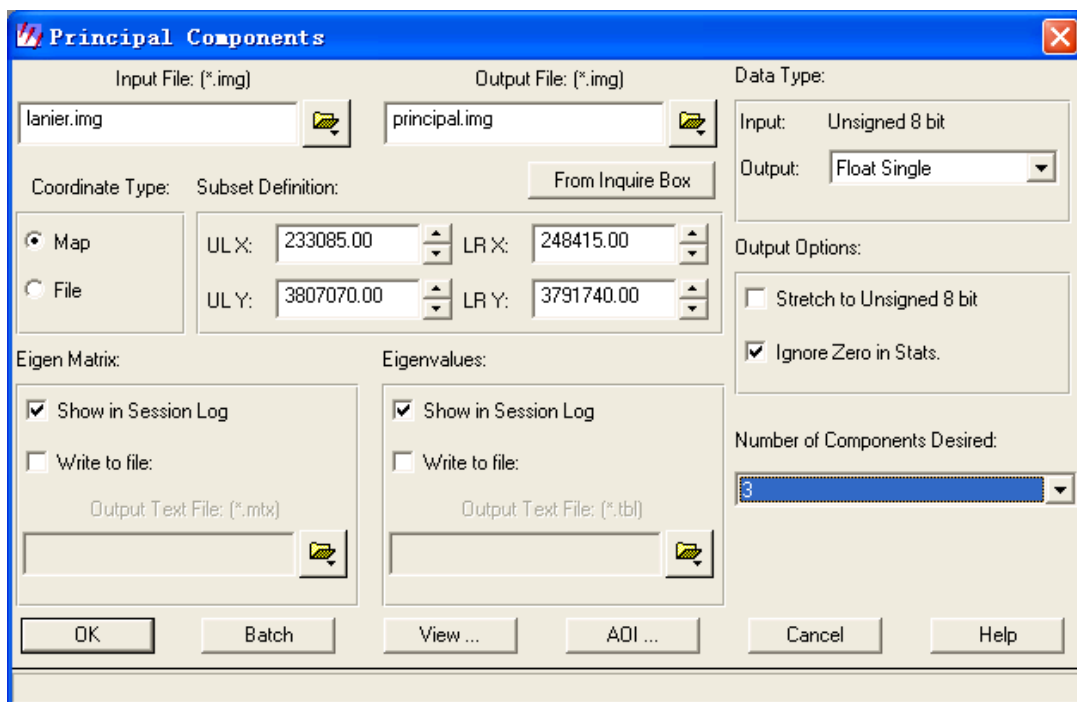 Principal Components
Input File: (*.img)
Output File: (*.img)
Data Type:
lanier.img
principal.img
Input: Unsigned 8 bit
Output: Float Single
Coordinate Type:
Subset Definition:
From Inquire Box
Map
File
UL X: 233085.00
LR X: 248415.00
UL Y: 3807070.00
LR Y: 3791740.00
Output Options:
Stretch to Unsigned 8 bit
Ignore Zero in Stats.
Eigen Matrix:
Show in Session Log
Write to file:
Output Text File: (*.mtx)
Eigenvalues:
Show in Session Log
Write to file:
Output Text File: (*.tbl)
Number of Components Desired:
3
OK
Batch
View ...
AOI ...
Cancel
Help